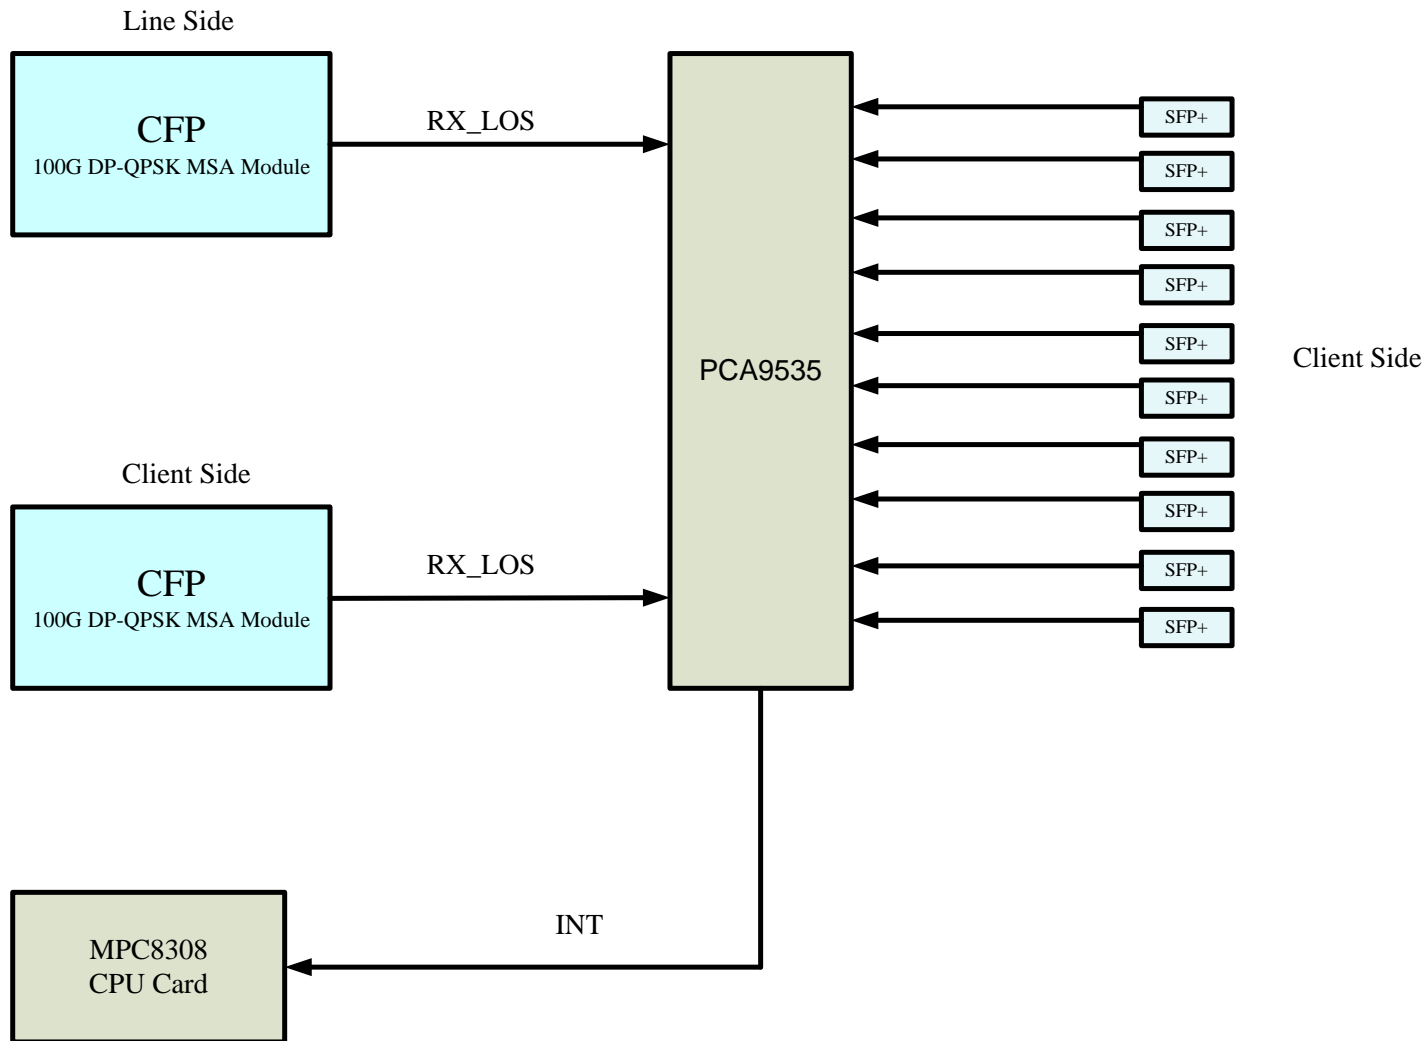 Line Side
CFP
100G DP-QPSK MSA Module
RX_LOS
Client Side
CFP
100G DP-QPSK MSA Module
RX_LOS
PCA9535
SFP+
SFP+
SFP+
SFP+
SFP+
SFP+
SFP+
SFP+
SFP+
SFP+
Client Side
INT
MPC8308
CPU Card